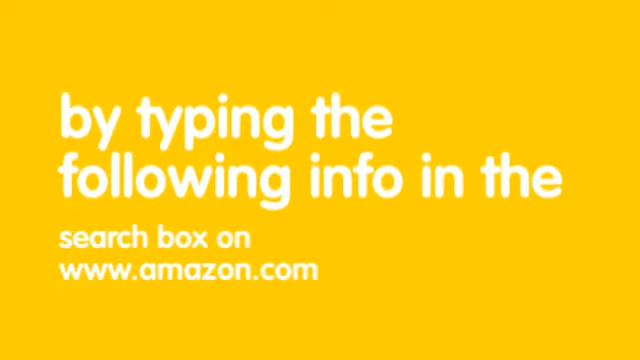 by typing the
following info in the
search box on
www.amazon.com